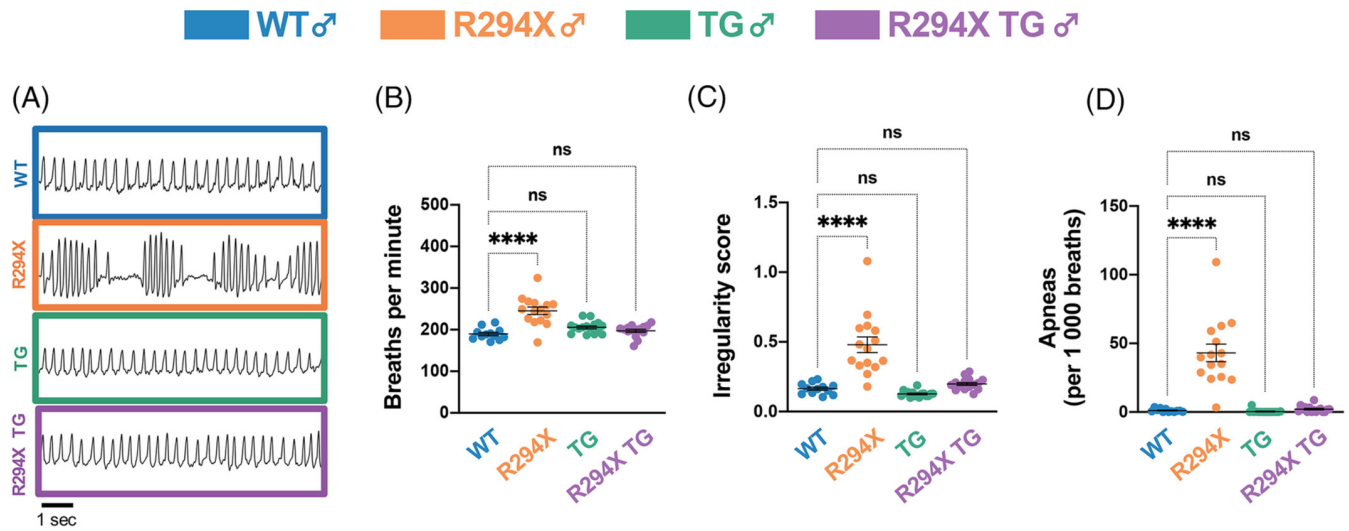 WT♂ R294X♂ TG♂ R294X TG♂
(A)
WT
R294X
TG
R294X TG
1 sec
(B)
ns
ns
****
Breaths per minute
500
400
300
200
100
0
WT R294X TG R294X TG
(C)
ns
ns
****
Irregularity score
1.5
1.0
0.5
0.0
WT R294X TG R294X TG
(D)
ns
ns
****
Apneas
(per 1 000 breaths)
150
100
50
0
WT R294X TG R294X TG